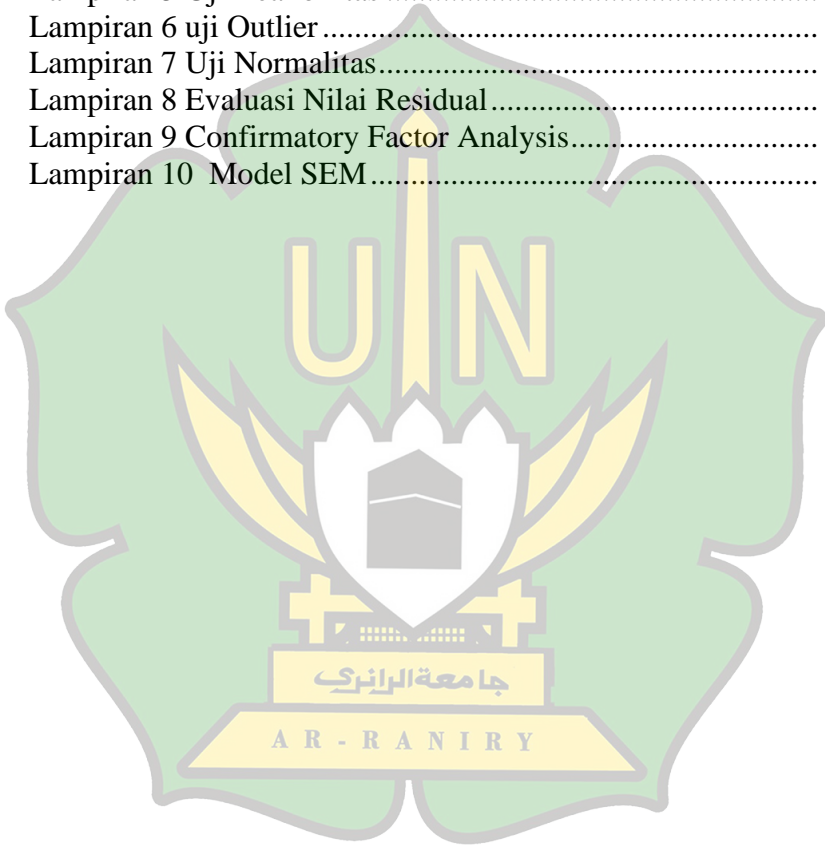 Lampiran 6 uji Outlier
Lampiran 7 Uji Normalitas
Lampiran 8 Evaluasi Nilai Residual
Lampiran 9 Confirmatory Factor Analysis
Lampiran 10 Model SEM
UIN
جامعة الرانري
AR-RANIRY